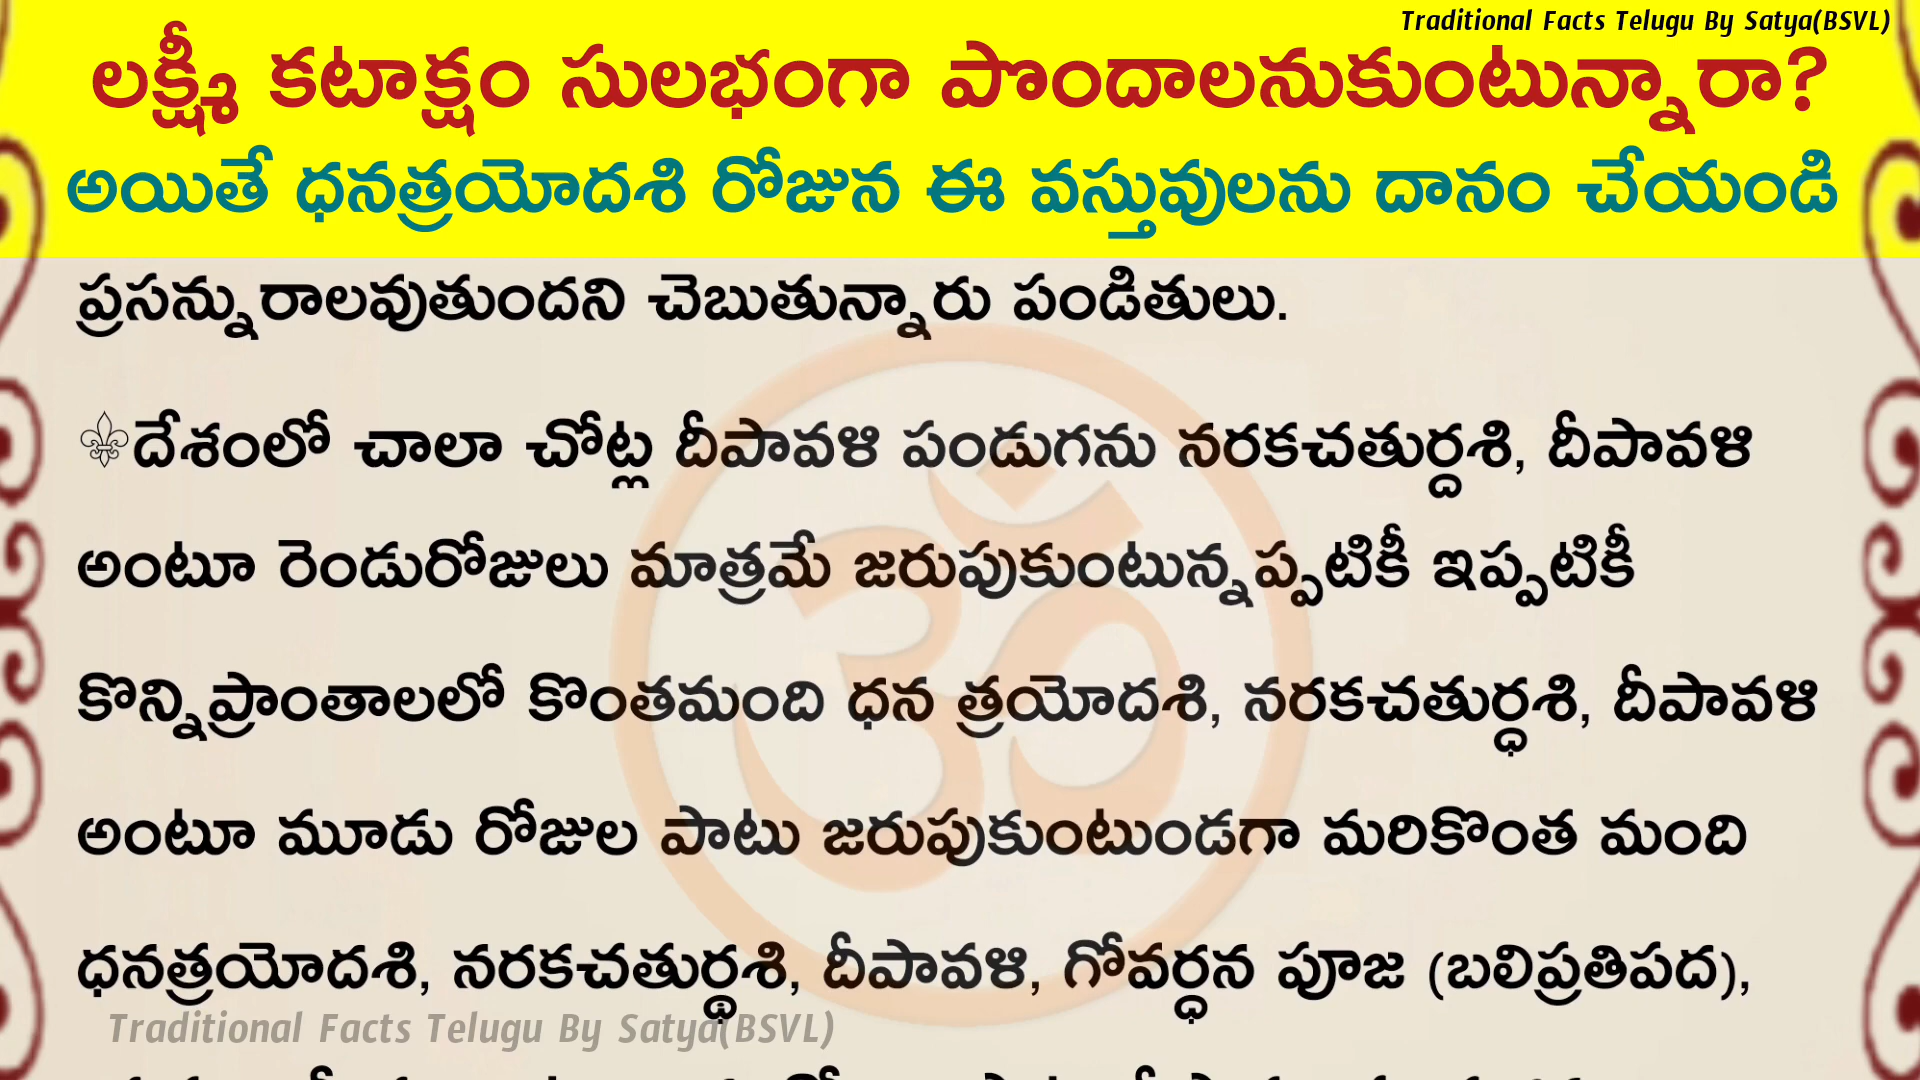 Traditional Facts Telugu By Satya(BSVL)
లక్ష్మీ కటాక్షం సులభంగా పొందాలనుకుంటున్నారా?
అయితే ధనత్రయోదశి రోజున ఈ వస్తువులను దానం చేయండి
ప్రసన్నురాలవుతుందని చెబుతున్నారు పండితులు.
⚜దేశంలో చాలా చోట్ల దీపావళి పండుగను నరకచతుర్దశి, దీపావళి
అంటూ రెండురోజులు మాత్రమే జరుపుకుంటున్నప్పటికీ ఇప్పటికీ
కొన్నిప్రాంతాలలో కొంతమంది ధన త్రయోదశి, నరకచతుర్ధశి, దీపావళి
అంటూ మూడు రోజుల పాటు జరుపుకుంటుండగా మరికొంత మంది
ధనత్రయోదశి, నరకచతుర్థశి, దీపావళి, గోవర్ధన పూజ (బలిప్రతిపద),
Traditional Facts Telugu By Satya(BSVL)